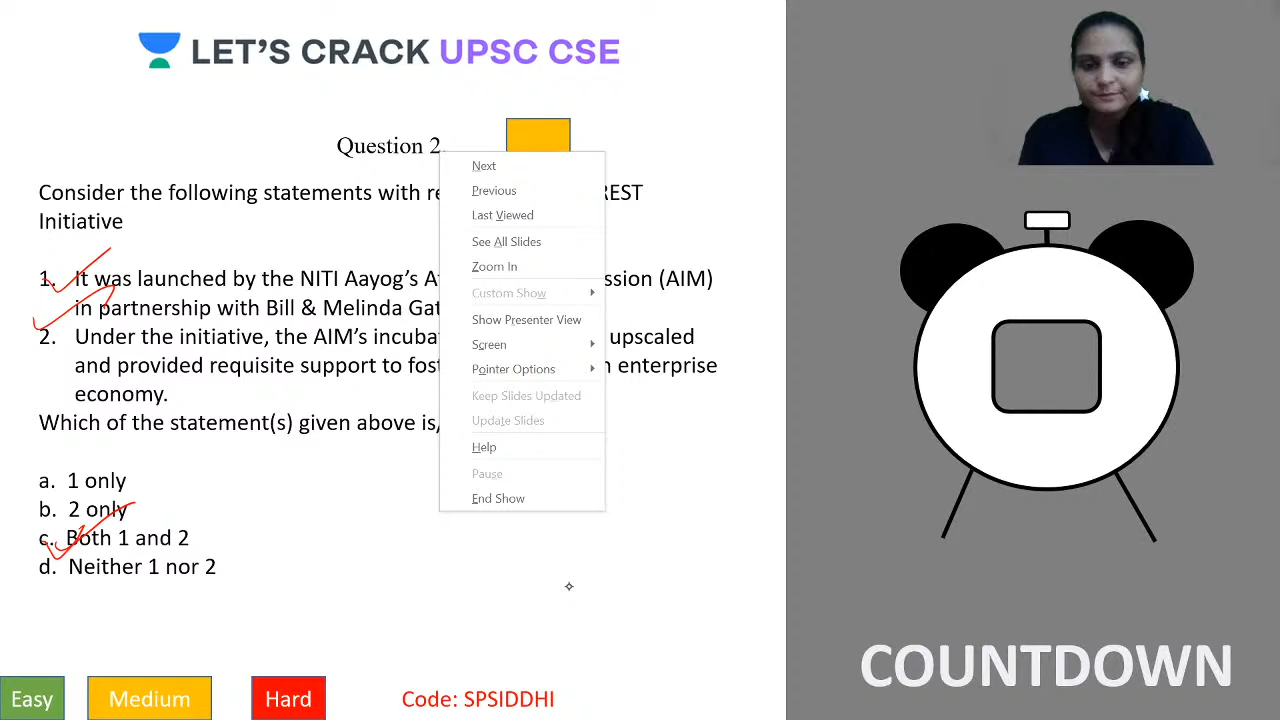 LET'S CRACK UPSC CSE
Question 2
Consider the following statements with re REST
Initiative
1. It was launched by the NITI Aayog's A ssion (AIM)
in partnership with Bill & Melinda Gat
2. Under the initiative, the AIM's incuba upscaled
and provided requisite support to fost enterprise
economy.
Which of the statement(s) given above is
a. 1 only
b. 2 only
c. Both 1 and 2
d. Neither 1 nor 2
Next
Previous
Last Viewed
See All Slides
Zoom In
Custom Show
Show Presenter View
Screen
Pointer Options
Keep Slides Updated
Update Slides
Help
Pause
End Show
Easy
Medium
Hard
Code: SPSIDDHI
COUNTDOWN